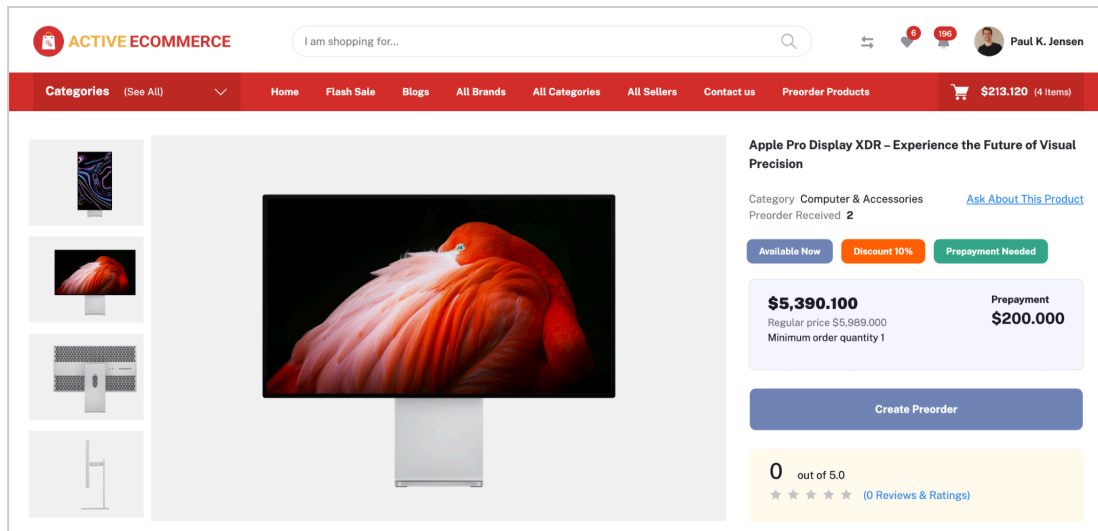 ACTIVE ECOMMERCE
I am shopping for...
6
196
Paul K. Jensen
Categories (See All)
Home
Flash Sale
Blogs
All Brands
All Categories
All Sellers
Contact us
Preorder Products
$213.120 (4 Items)
Apple Pro Display XDR – Experience the Future of Visual
Precision
Category Computer & Accessories
Ask About This Product
Preorder Received 2
Available Now
Discount 10%
Prepayment Needed
$5,390.100
Regular price $5,989.000
Minimum order quantity 1
Prepayment
$200.000
Create Preorder
0 out of 5.0
(0 Reviews & Ratings)